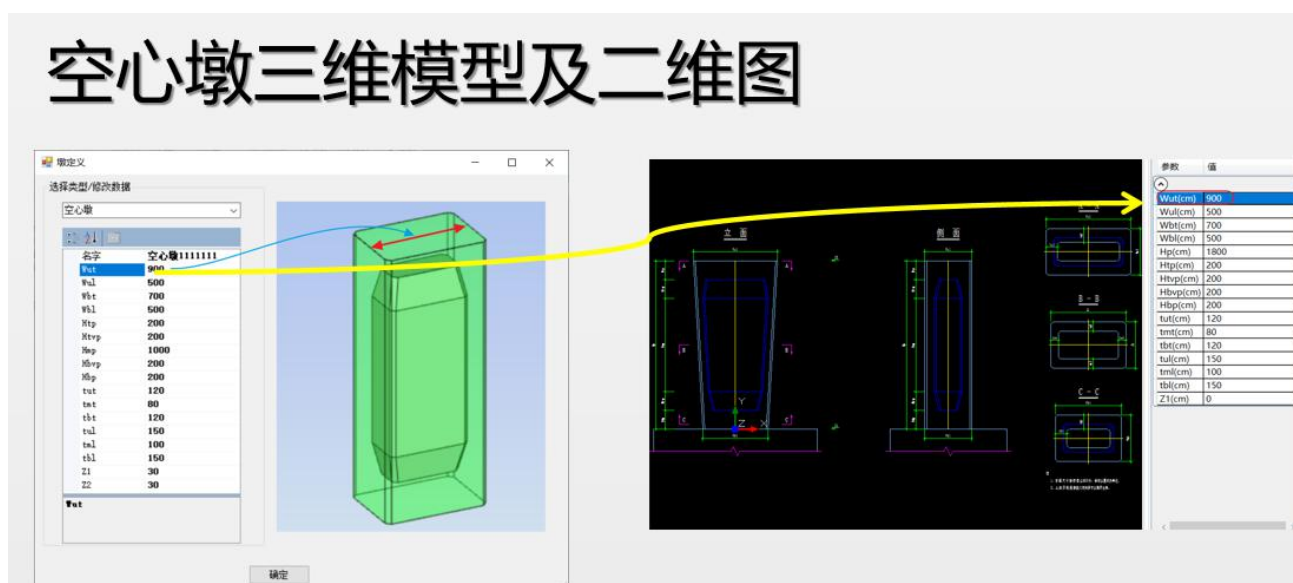 空心墩三维模型及二维图
墩定义
选择类型/修改数据
空心墩
名字 空心墩1111111
Wut 900
Wul 500
Wbt 700
Wbl 500
Htp 200
Htvp 200
Hmp 1000
Hbvp 200
Hbp 200
tut 120
tmt 80
tbt 120
tul 150
tml 100
tbl 150
Z1 30
Z2 30
Wut
确定
立 面
侧 面
A
A
B
B
C
C
Y
Z X
B - B
C - C
参数 值
Wut(cm) 900
Wul(cm) 500
Wbt(cm) 700
Wbl(cm) 500
Hp(cm) 1800
Htp(cm) 200
Htvp(cm) 200
Hbvp(cm) 200
Hbp(cm) 200
tut(cm) 120
tmt(cm) 80
tbt(cm) 120
tul(cm) 150
tml(cm) 100
tbl(cm) 150
Z1(cm) 0